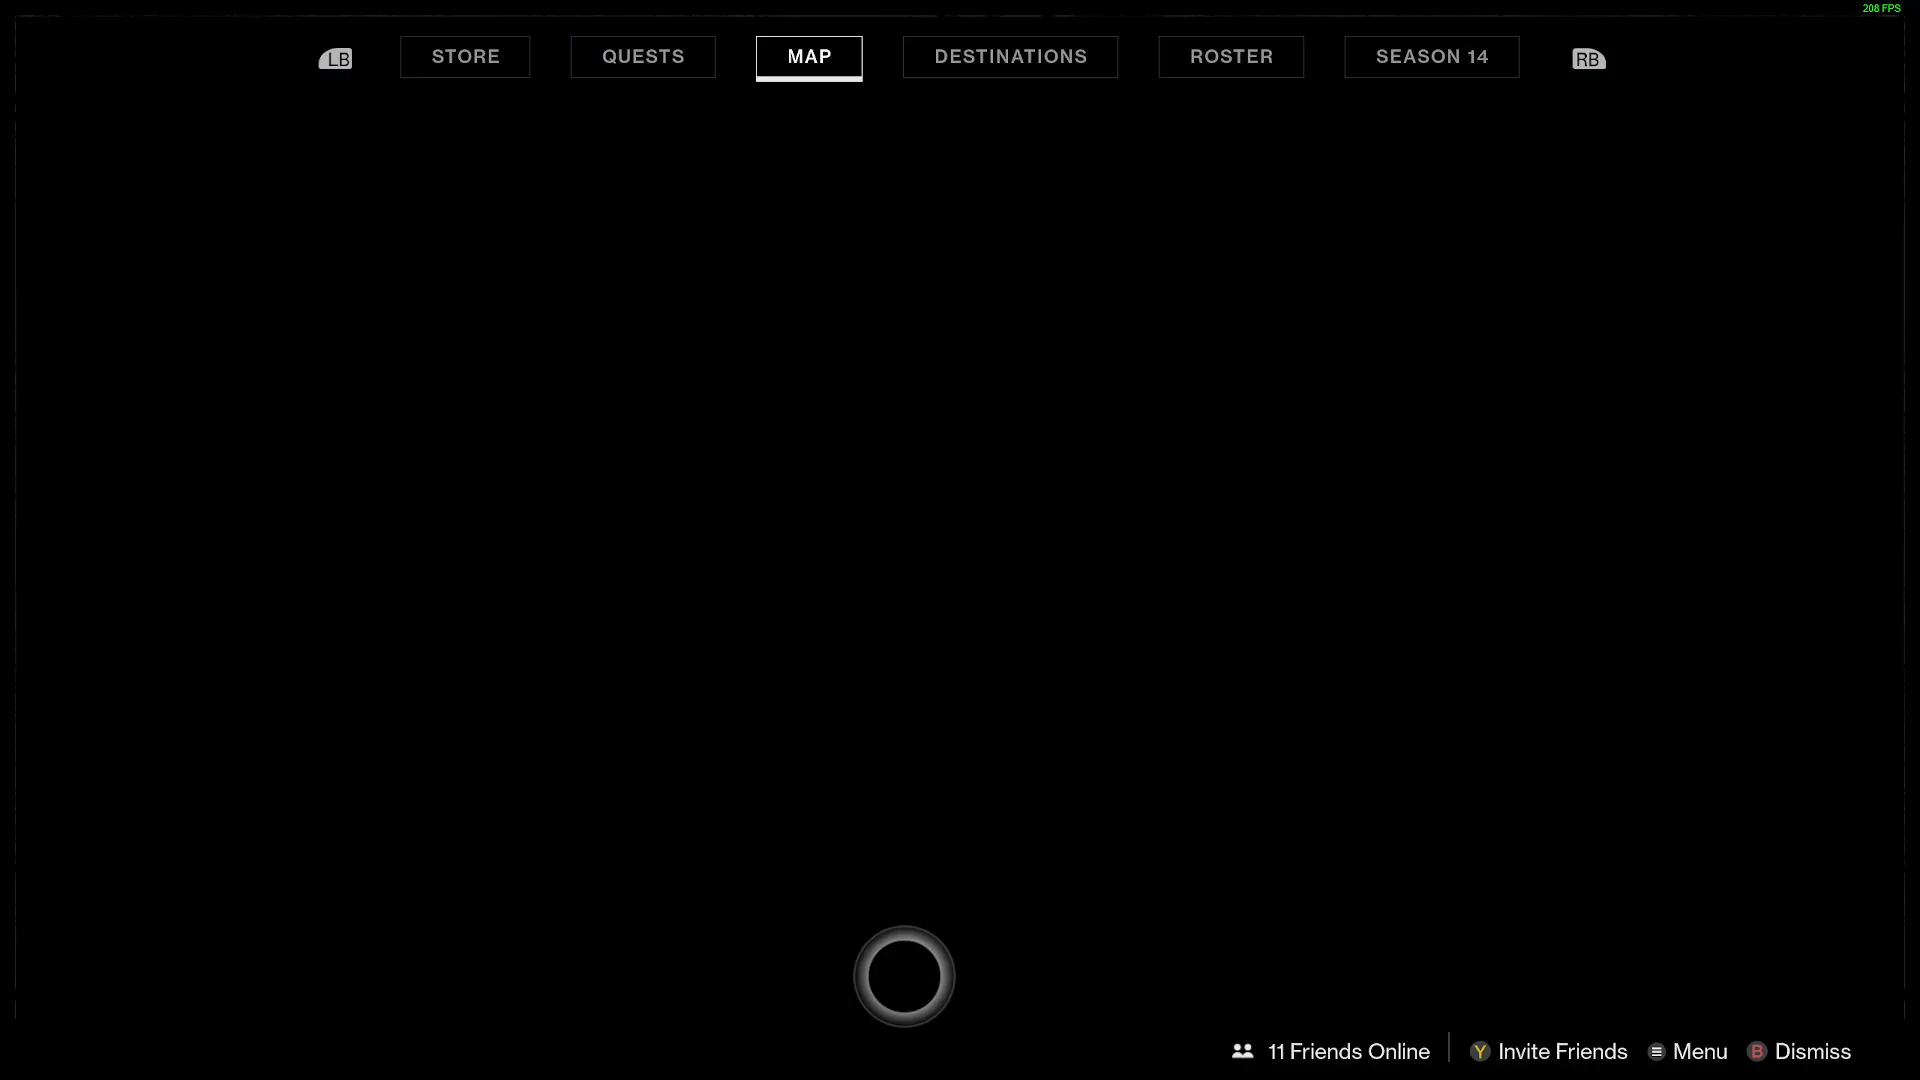 208 FPS
LB STORE QUESTS MAP DESTINATIONS ROSTER SEASON 14 RB
11 Friends Online Y Invite Friends Menu B Dismiss